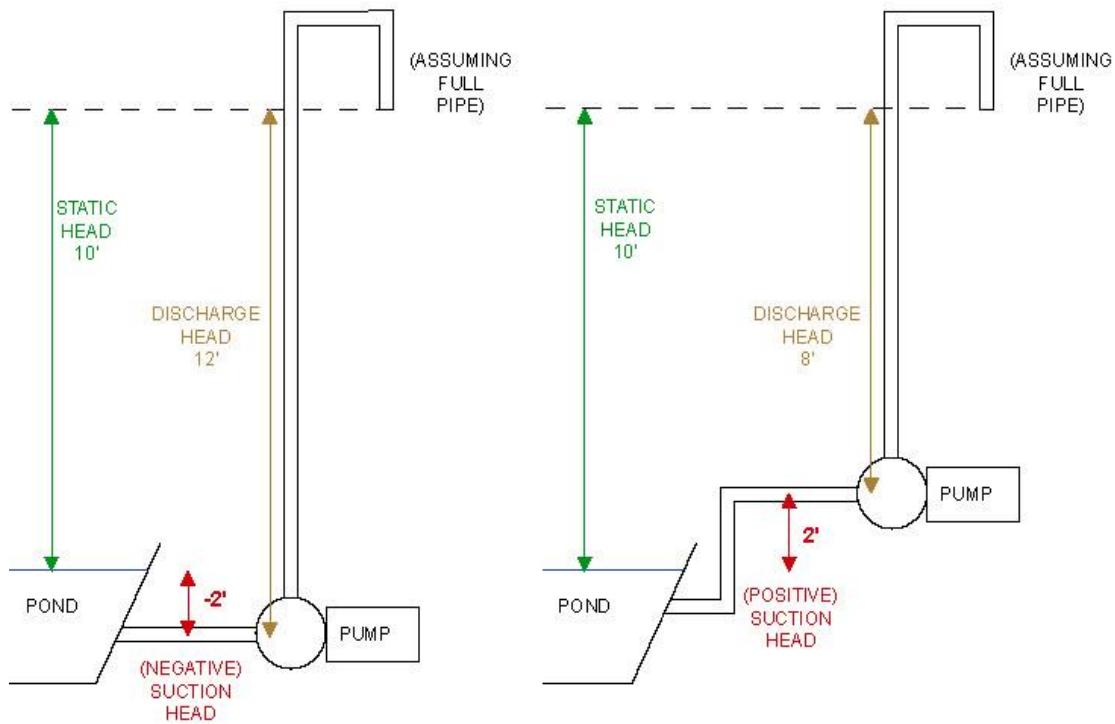 (ASSUMING
FULL
PIPE)
STATIC
HEAD
10'
DISCHARGE
HEAD
12'
POND
-2'
PUMP
(NEGATIVE)
SUCTION
HEAD
(ASSUMING
FULL
PIPE)
STATIC
HEAD
10'
DISCHARGE
HEAD
8'
PUMP
2'
POND
(POSITIVE)
SUCTION
HEAD